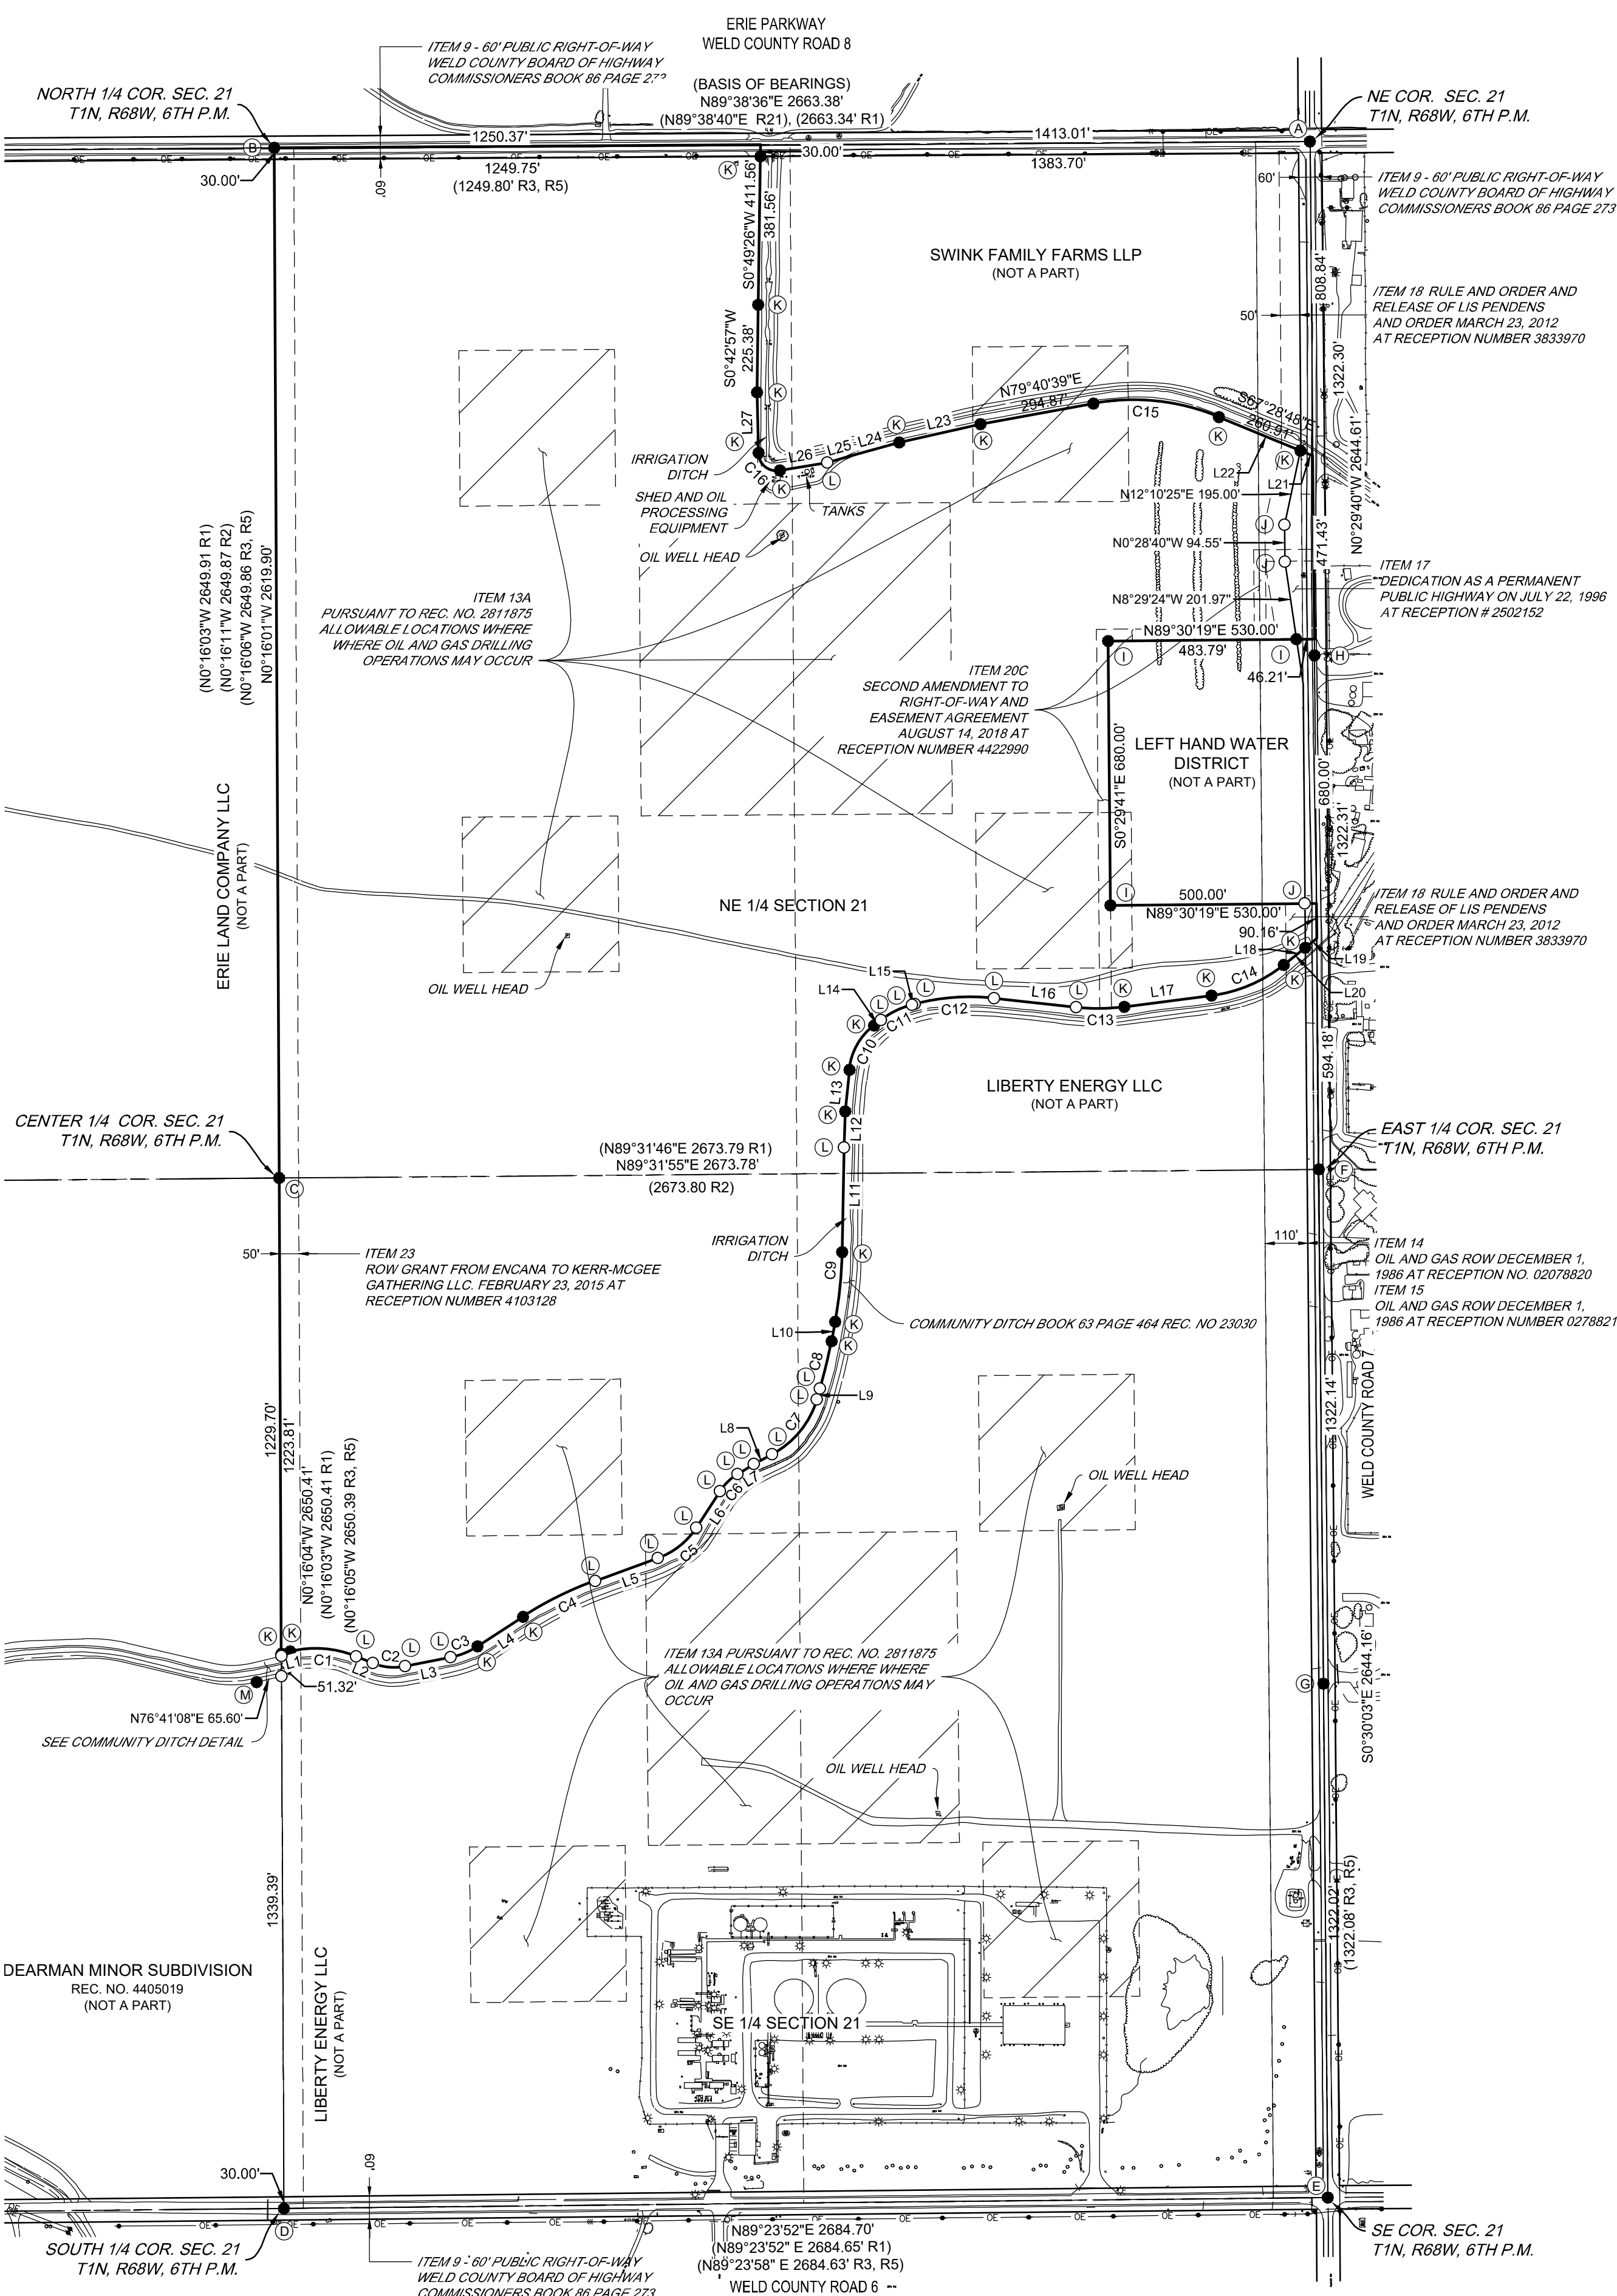 ERIE PARKWAY
WELD COUNTY ROAD 8
ITEM 9 - 60' PUBLIC RIGHT-OF-WAY
WELD COUNTY BOARD OF HIGHWAY
COMMISSIONERS BOOK 86 PAGE
(BASIS OF BEARINGS)
N89°38'36"E 2663.38'
(N89°38'40"E R21), (2663.34' R1)
NORTH 1/4 COR. SEC. 21
T1N, R68W, 6TH P.M.
NE COR. SEC. 21
T1N, R68W, 6TH P.M.
A
B
1250.37'
1413.01'
30.00'
1249.75'
(1249.80' R3, R5)
1383.70'
30.00'
60'
K
60'
ITEM 9 - 60' PUBLIC RIGHT-OF-WAY
WELD COUNTY BOARD OF HIGHWAY
COMMISSIONERS BOOK 86 PAGE 273
S0°49'26"W 411.56'
381.56'
SWINK FAMILY FARMS LLP
(NOT A PART)
808.84'
1322.30'
50'
ITEM 18 RULE AND ORDER AND
RELEASE OF LIS PENDENS
AND ORDER MARCH 23, 2012
AT RECEPTION NUMBER 3833970
K
S0°42'57"W
225.38'
K
L27
K
C16
K
L26
L
L25
L24
K
L23
K
N79°40'39"E
294.87'
C15
K
S67°28'48"E
260.91'
K
L22
L21
IRRIGATION
DITCH
SHED AND OIL
PROCESSING
EQUIPMENT
TANKS
OIL WELL HEAD
N12°10'25"E 195.00'
J
N0°28'40"W 94.55'
J
N8°29'24"W 201.97"
471.43'
N0°29'40"W 2644.61'
ITEM 17
DEDICATION AS A PERMANENT
PUBLIC HIGHWAY ON JULY 22, 1996
AT RECEPTION # 2502152
(N0°16'03"W 2649.91 R1)
(N0°16'11"W 2649.87 R2)
(N0°16'06"W 2649.86 R3, R5)
N0°16'01"W 2619.90'
ITEM 13A
PURSUANT TO REC. NO. 2811875
ALLOWABLE LOCATIONS WHERE
WHERE OIL AND GAS DRILLING
OPERATIONS MAY OCCUR
N89°30'19"E 530.00'
483.79'
I
I
H
46.21'
ITEM 20C
SECOND AMENDMENT TO
RIGHT-OF-WAY AND
EASEMENT AGREEMENT
AUGUST 14, 2018 AT
RECEPTION NUMBER 4422990
LEFT HAND WATER
DISTRICT
(NOT A PART)
S0°29'41"E 680.00'
680.00'
1322.31'
ERIE LAND COMPANY LLC
(NOT A PART)
NE 1/4 SECTION 21
I
500.00'
N89°30'19"E 530.00'
J
90.16'
K
L18
ITEM 18 RULE AND ORDER AND
RELEASE OF LIS PENDENS
AND ORDER MARCH 23, 2012
AT RECEPTION NUMBER 3833970
L19
L20
K
C14
K
L17
K
C13
L
L16
L
C12
L
L15
L
C11
L14
K
C10
K
L13
K
L12
L
L11
OIL WELL HEAD
LIBERTY ENERGY LLC
(NOT A PART)
594.18'
CENTER 1/4 COR. SEC. 21
T1N, R68W, 6TH P.M.
C
(N89°31'46"E 2673.79 R1)
N89°31'55"E 2673.78'
(2673.80 R2)
EAST 1/4 COR. SEC. 21
T1N, R68W, 6TH P.M.
F
50'
ITEM 23
ROW GRANT FROM ENCANA TO KERR-MCGEE
GATHERING LLC. FEBRUARY 23, 2015 AT
RECEPTION NUMBER 4103128
IRRIGATION
DITCH
K
C9
K
L10
K
C8
L
L
L9
COMMUNITY DITCH BOOK 63 PAGE 464 REC. NO 23030
110'
ITEM 14
OIL AND GAS ROW DECEMBER 1,
1986 AT RECEPTION NO. 02078820
ITEM 15
OIL AND GAS ROW DECEMBER 1,
1986 AT RECEPTION NUMBER 0278821
1322.14'
WELD COUNTY ROAD 7
1229.70'
1223.81'
N0°16'04"W 2650.41'
(N0°16'03"W 2650.41 R1)
(N0°16'05"W 2650.39 R3, R5)
C7
L
L8
L
L7
L
C6
L
L6
L
C5
L
L5
L
C4
K
L4
K
C3
L
L3
L
C2
L
L2
C1
L1
K
K
M
51.32'
N76°41'08"E 65.60'
SEE COMMUNITY DITCH DETAIL
OIL WELL HEAD
ITEM 13A PURSUANT TO REC. NO. 2811875
ALLOWABLE LOCATIONS WHERE WHERE
OIL AND GAS DRILLING OPERATIONS MAY
OCCUR
G
S0°30'03"E 2644.16'
OIL WELL HEAD
1339.39'
1322.02'
(1322.08' R3, R5)
DEARMAN MINOR SUBDIVISION
REC. NO. 4405019
(NOT A PART)
LIBERTY ENERGY LLC
(NOT A PART)
SE 1/4 SECTION 21
30.00'
60'
D
E
SOUTH 1/4 COR. SEC. 21
T1N, R68W, 6TH P.M.
SE COR. SEC. 21
T1N, R68W, 6TH P.M.
N89°23'52"E 2684.70'
(N89°23'52" E 2684.65' R1)
(N89°23'58" E 2684.63' R3, R5)
WELD COUNTY ROAD 6
ITEM 9 - 60' PUBLIC RIGHT-OF-WAY
WELD COUNTY BOARD OF HIGHWAY
COMMISSIONERS BOOK 86 PAGE 273
OE